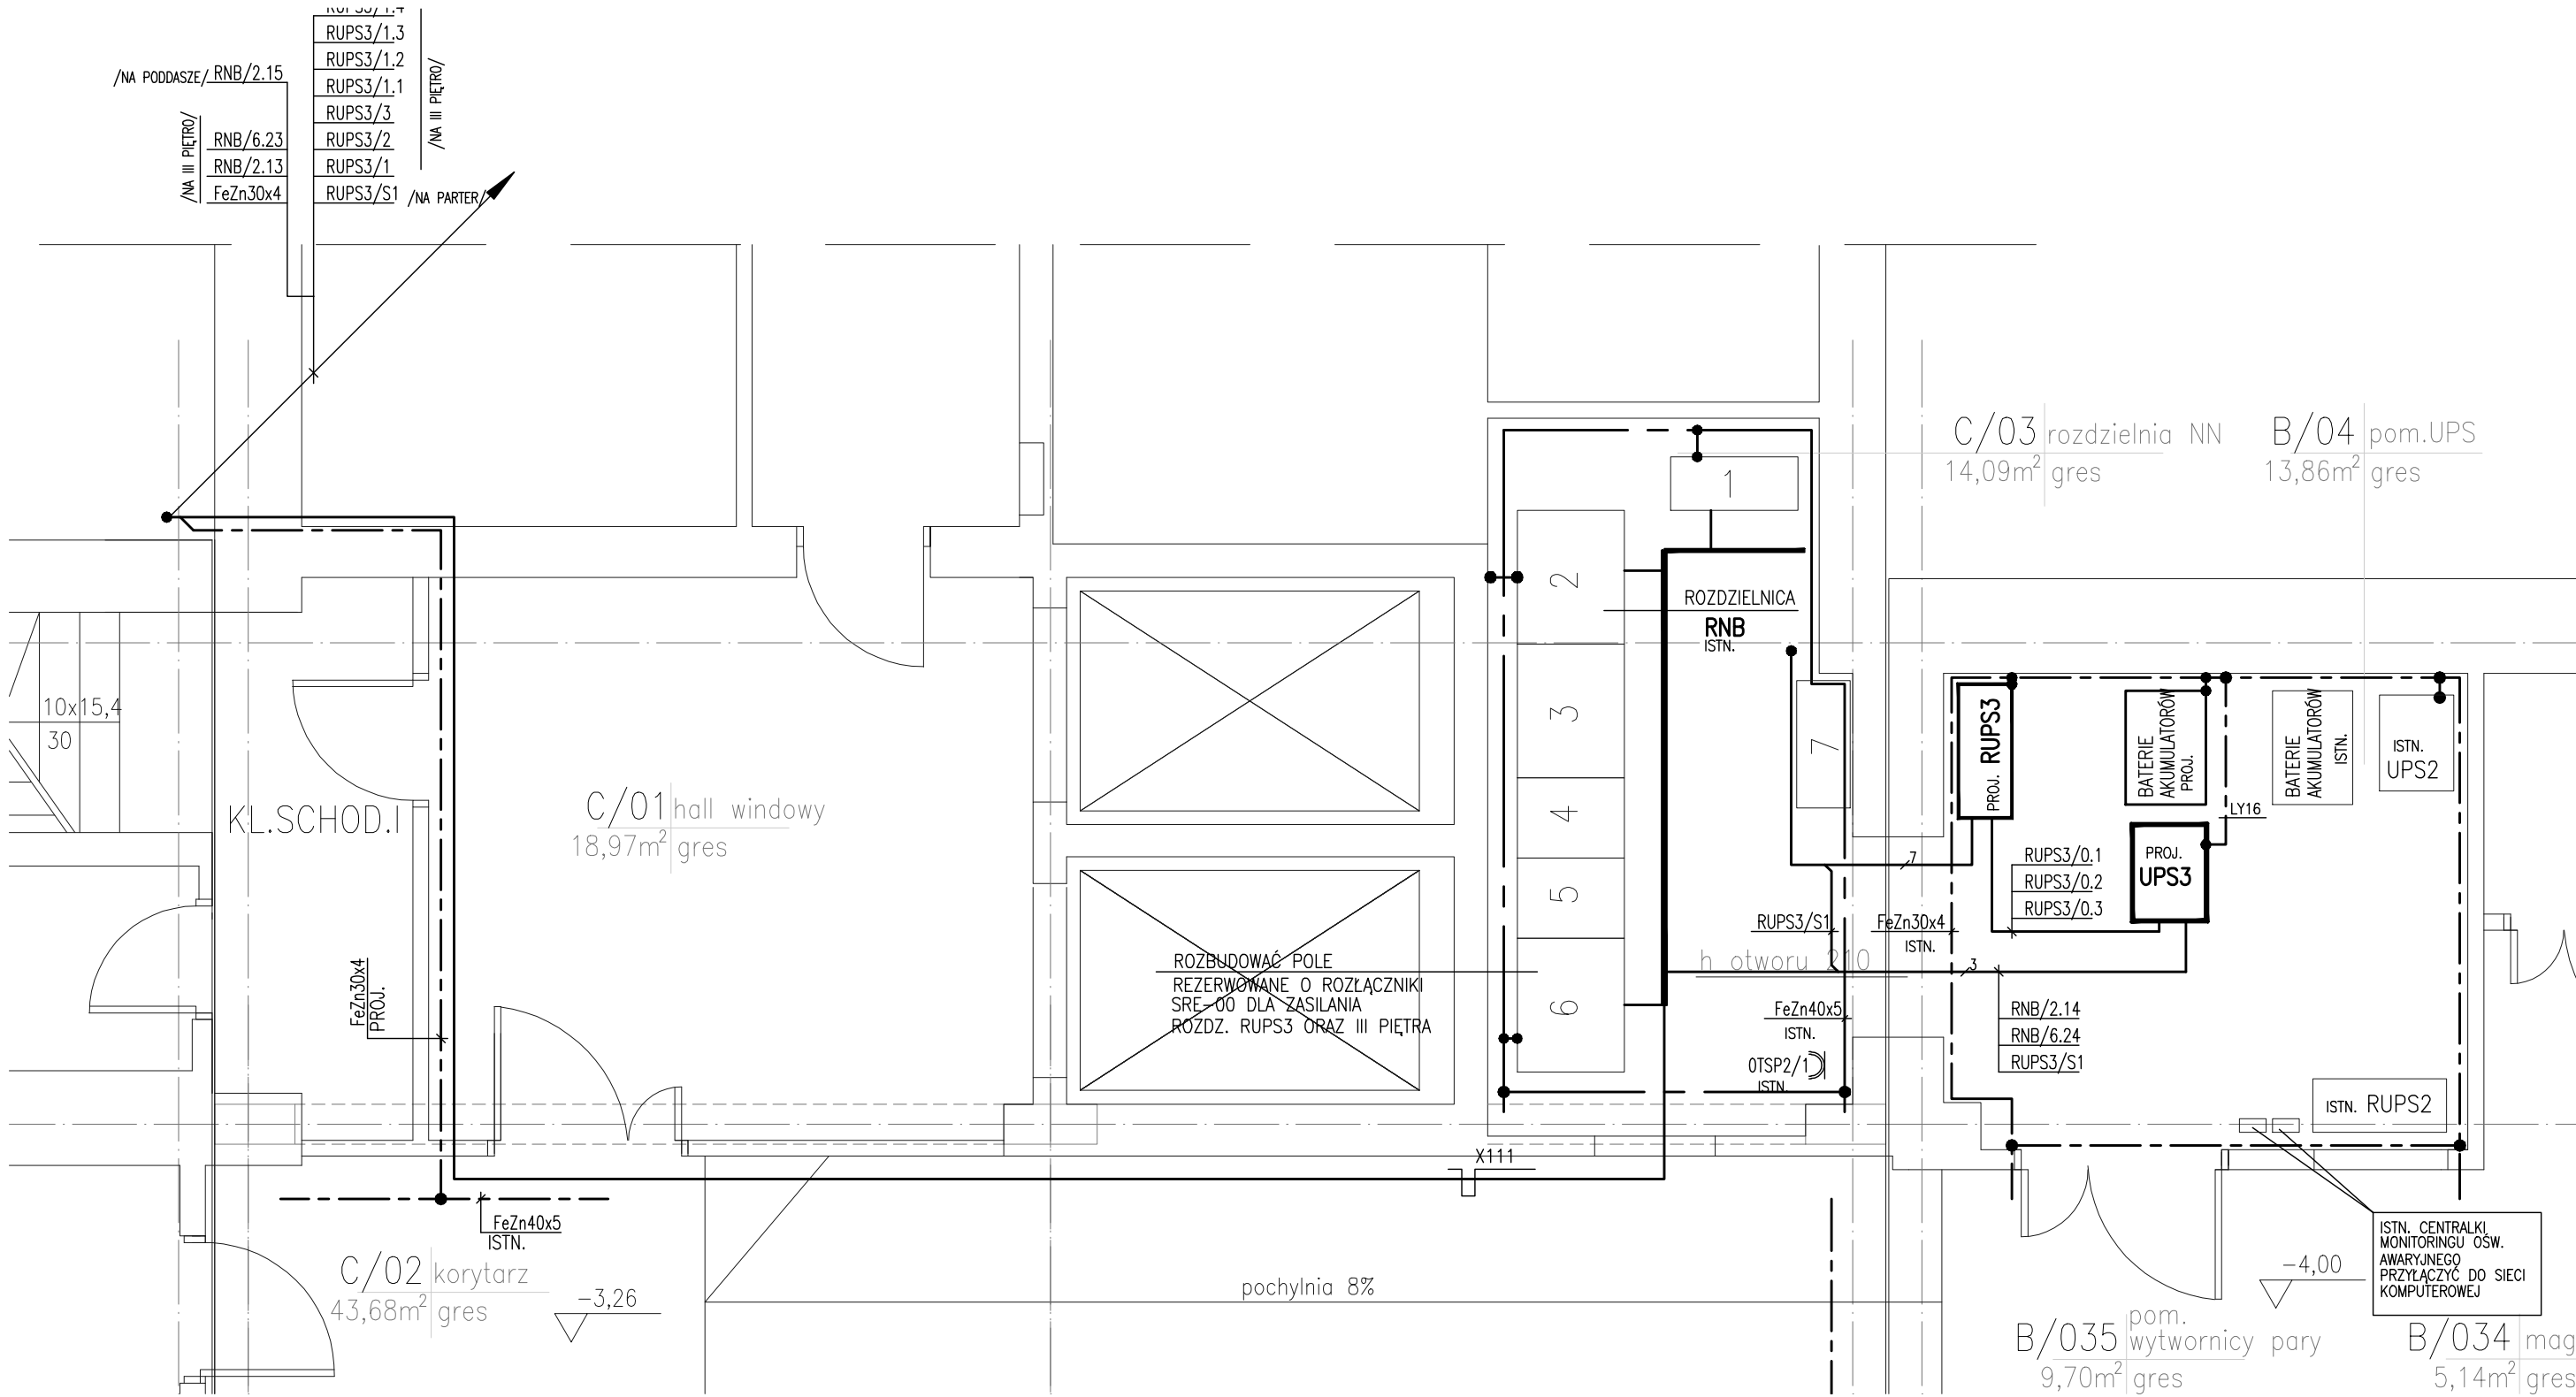 RUPS3/1.4
RUPS3/1.3
RUPS3/1.2
RUPS3/1.1
RUPS3/3
RUPS3/2
RUPS3/1
RUPS3/S1
/NA III PIĘTRO/
/NA PARTER/
/NA PODDASZE/
RNB/2.15
/NA III PIĘTRO/
RNB/6.23
RNB/2.13
FeZn30x4
C/03 rozdzielnia NN
14,09m² gres
B/04 pom.UPS
13,86m² gres
1
2
3
4
5
6
7
ROZDZIELNICA
RNB
ISTN.
10x15,4
30
KL.SCHOD.I
C/01 hall windowy
18,97m² gres
PROJ. RUPS3
BATERIE
AKUMULATORÓW
PROJ.
BATERIE
AKUMULATORÓW
ISTN.
ISTN.
UPS2
LY16
PROJ.
UPS3
7
RUPS3/0.1
RUPS3/0.2
RUPS3/0.3
RUPS3/S1
FeZn30x4
ISTN.
h otworu 210
3
ROZBUDOWAĆ POLE
REZERWOWANE O ROZŁĄCZNIKI
SRE-00 DLA ZASILANIA
ROZDZ. RUPS3 ORAZ III PIĘTRA
FeZn30x4
PROJ.
FeZn40x5
ISTN.
OTSP2/1
ISTN.
RNB/2.14
RNB/6.24
RUPS3/S1
ISTN. RUPS2
X111
FeZn40x5
ISTN.
C/02 korytarz
43,68m² gres
-3,26
pochylnia 8%
-4,00
ISTN. CENTRALKI
MONITORINGU OŚW.
AWARYJNEGO
PRZYŁĄCZYĆ DO SIECI
KOMPUTEROWEJ
B/035 pom. wytwornicy pary
9,70m² gres
B/034 mag
5,14m² gres